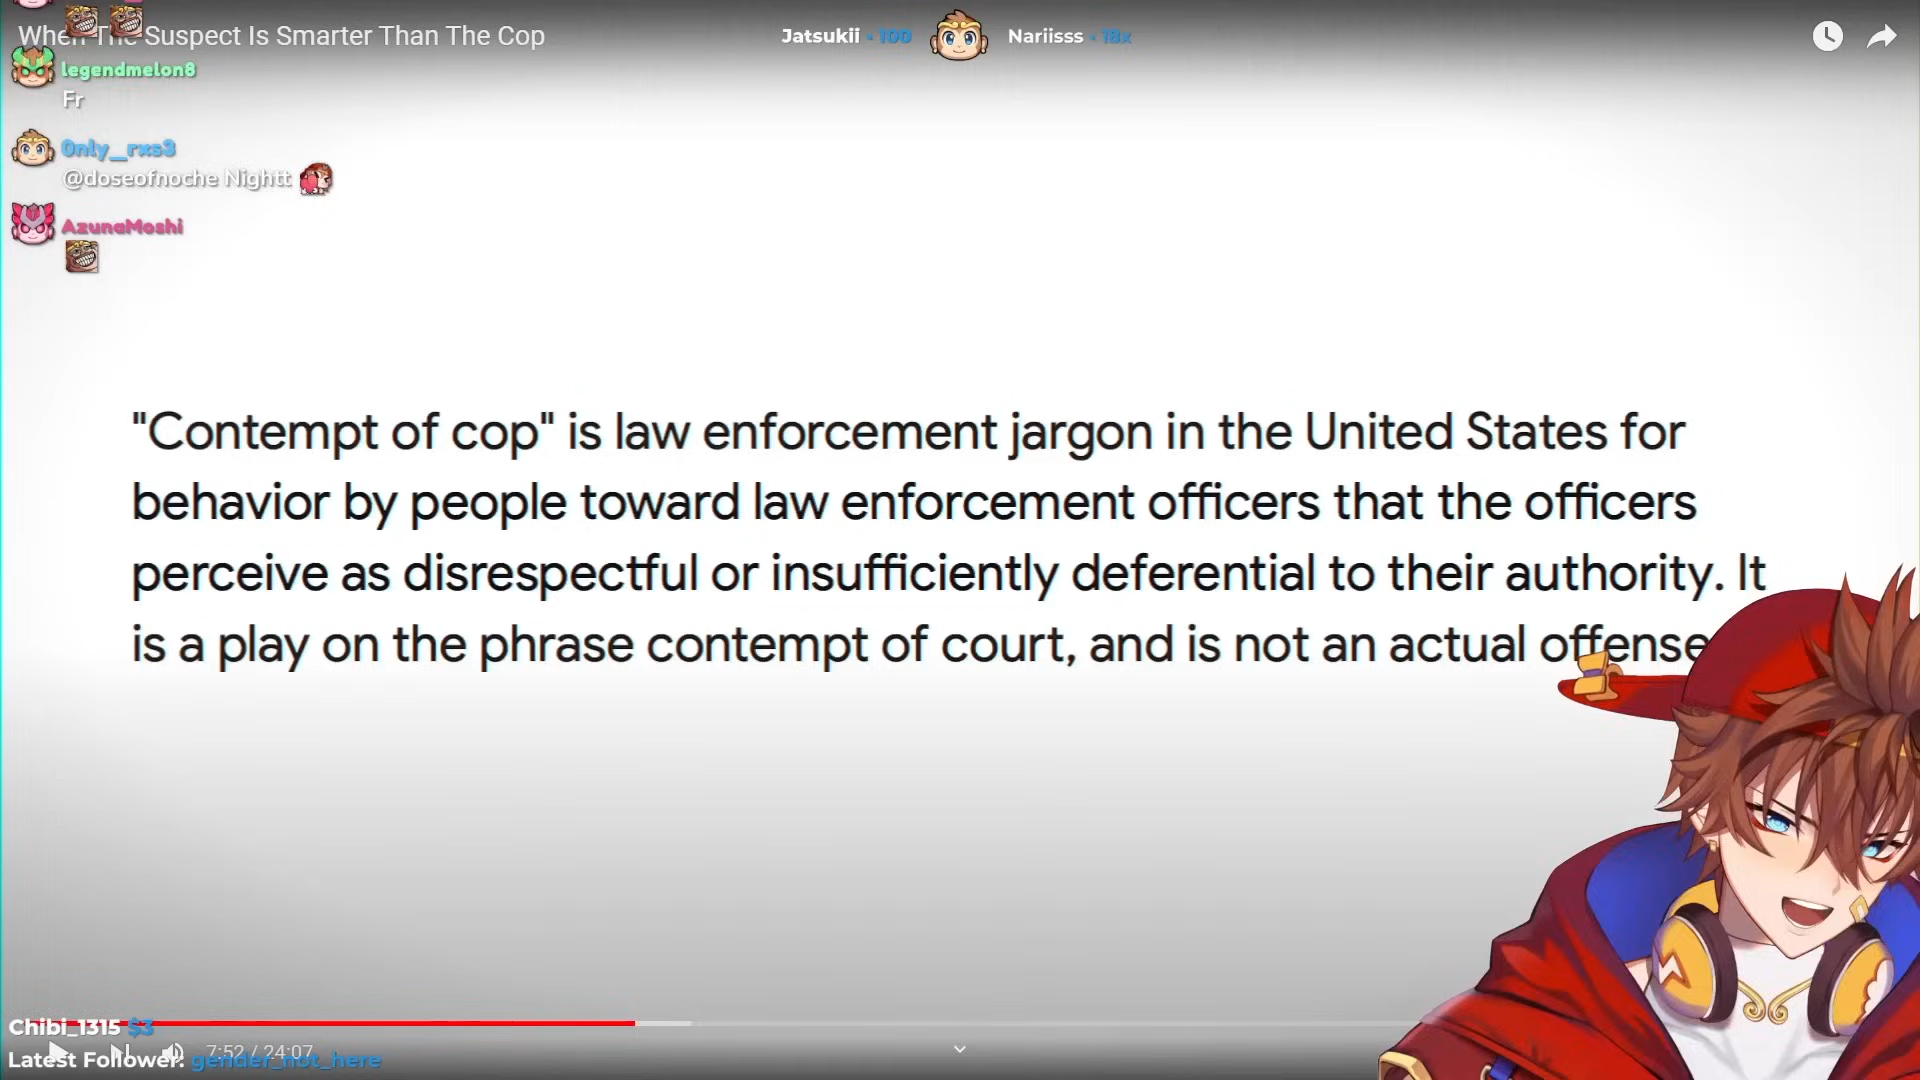 When The Suspect Is Smarter Than The Cop
Jatsukii • 100
Nariisss • 18x
legendmelon8
Fr
0nly__rxs3
@doseofnoche Nightt
AzunaMoshi
"Contempt of cop" is law enforcement jargon in the United States for
behavior by people toward law enforcement officers that the officers
perceive as disrespectful or insufficiently deferential to their authority. It
is a play on the phrase contempt of court, and is not an actual offense
Chibi_1315 $3
7:52 / 24:07
Latest Follower: gender_not_here